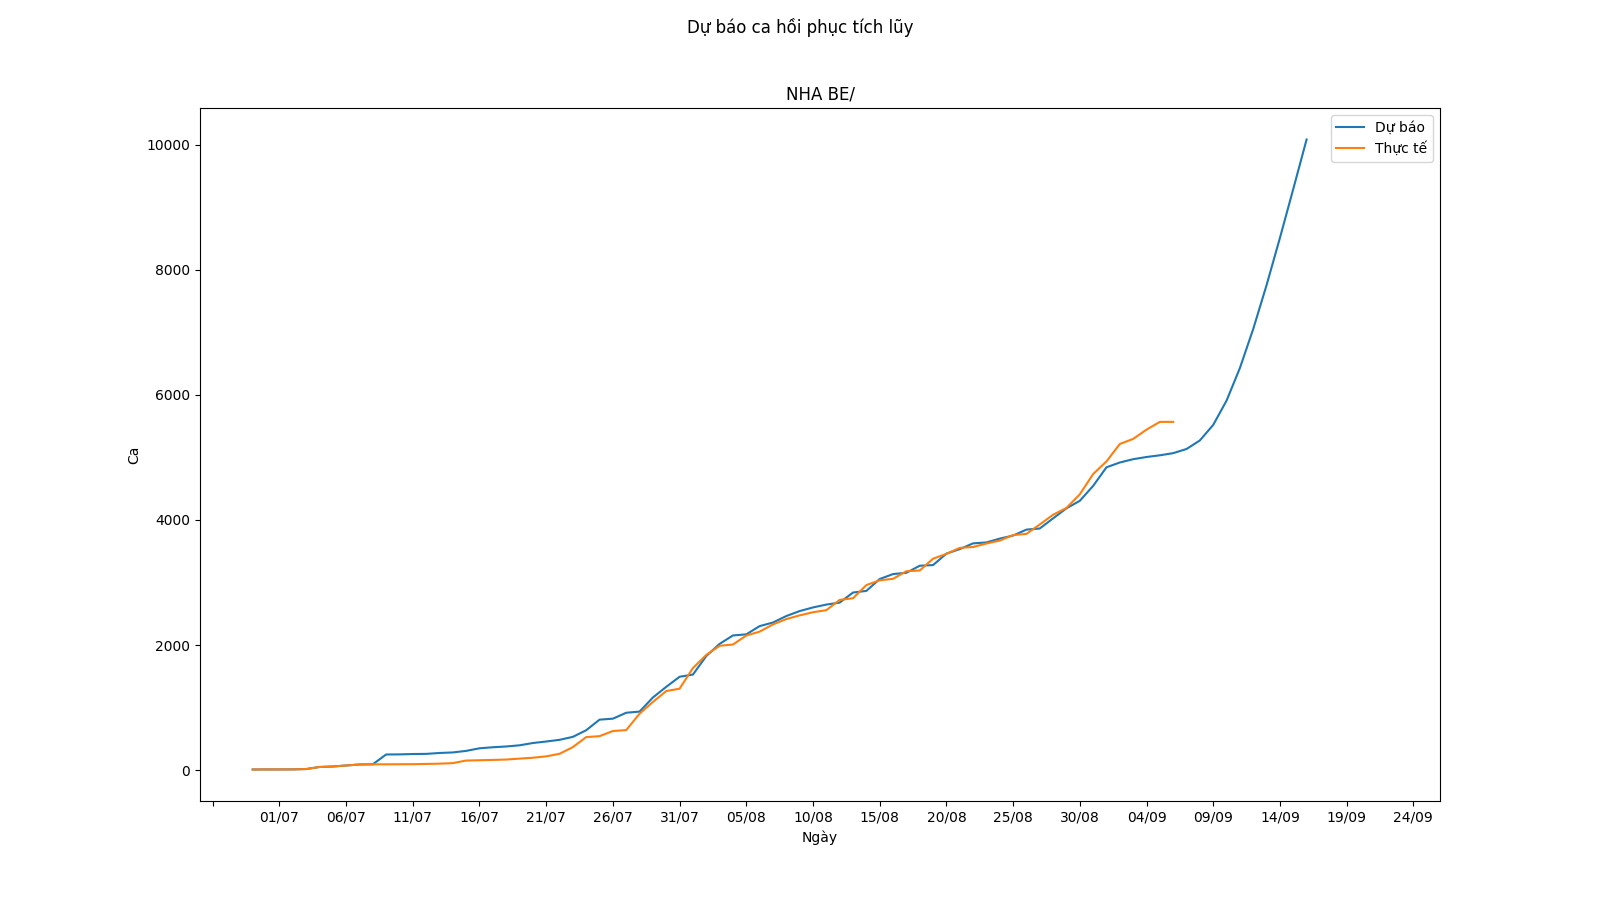 Dự báo ca hồi phục tích lũy
NHA BE/
Dự báo
Thực tế
10000
8000
6000
4000
2000
0
Ca
01/07 06/07 11/07 16/07 21/07 26/07 31/07 05/08 10/08 15/08 20/08 25/08 30/08 04/09 09/09 14/09 19/09 24/09
Ngày